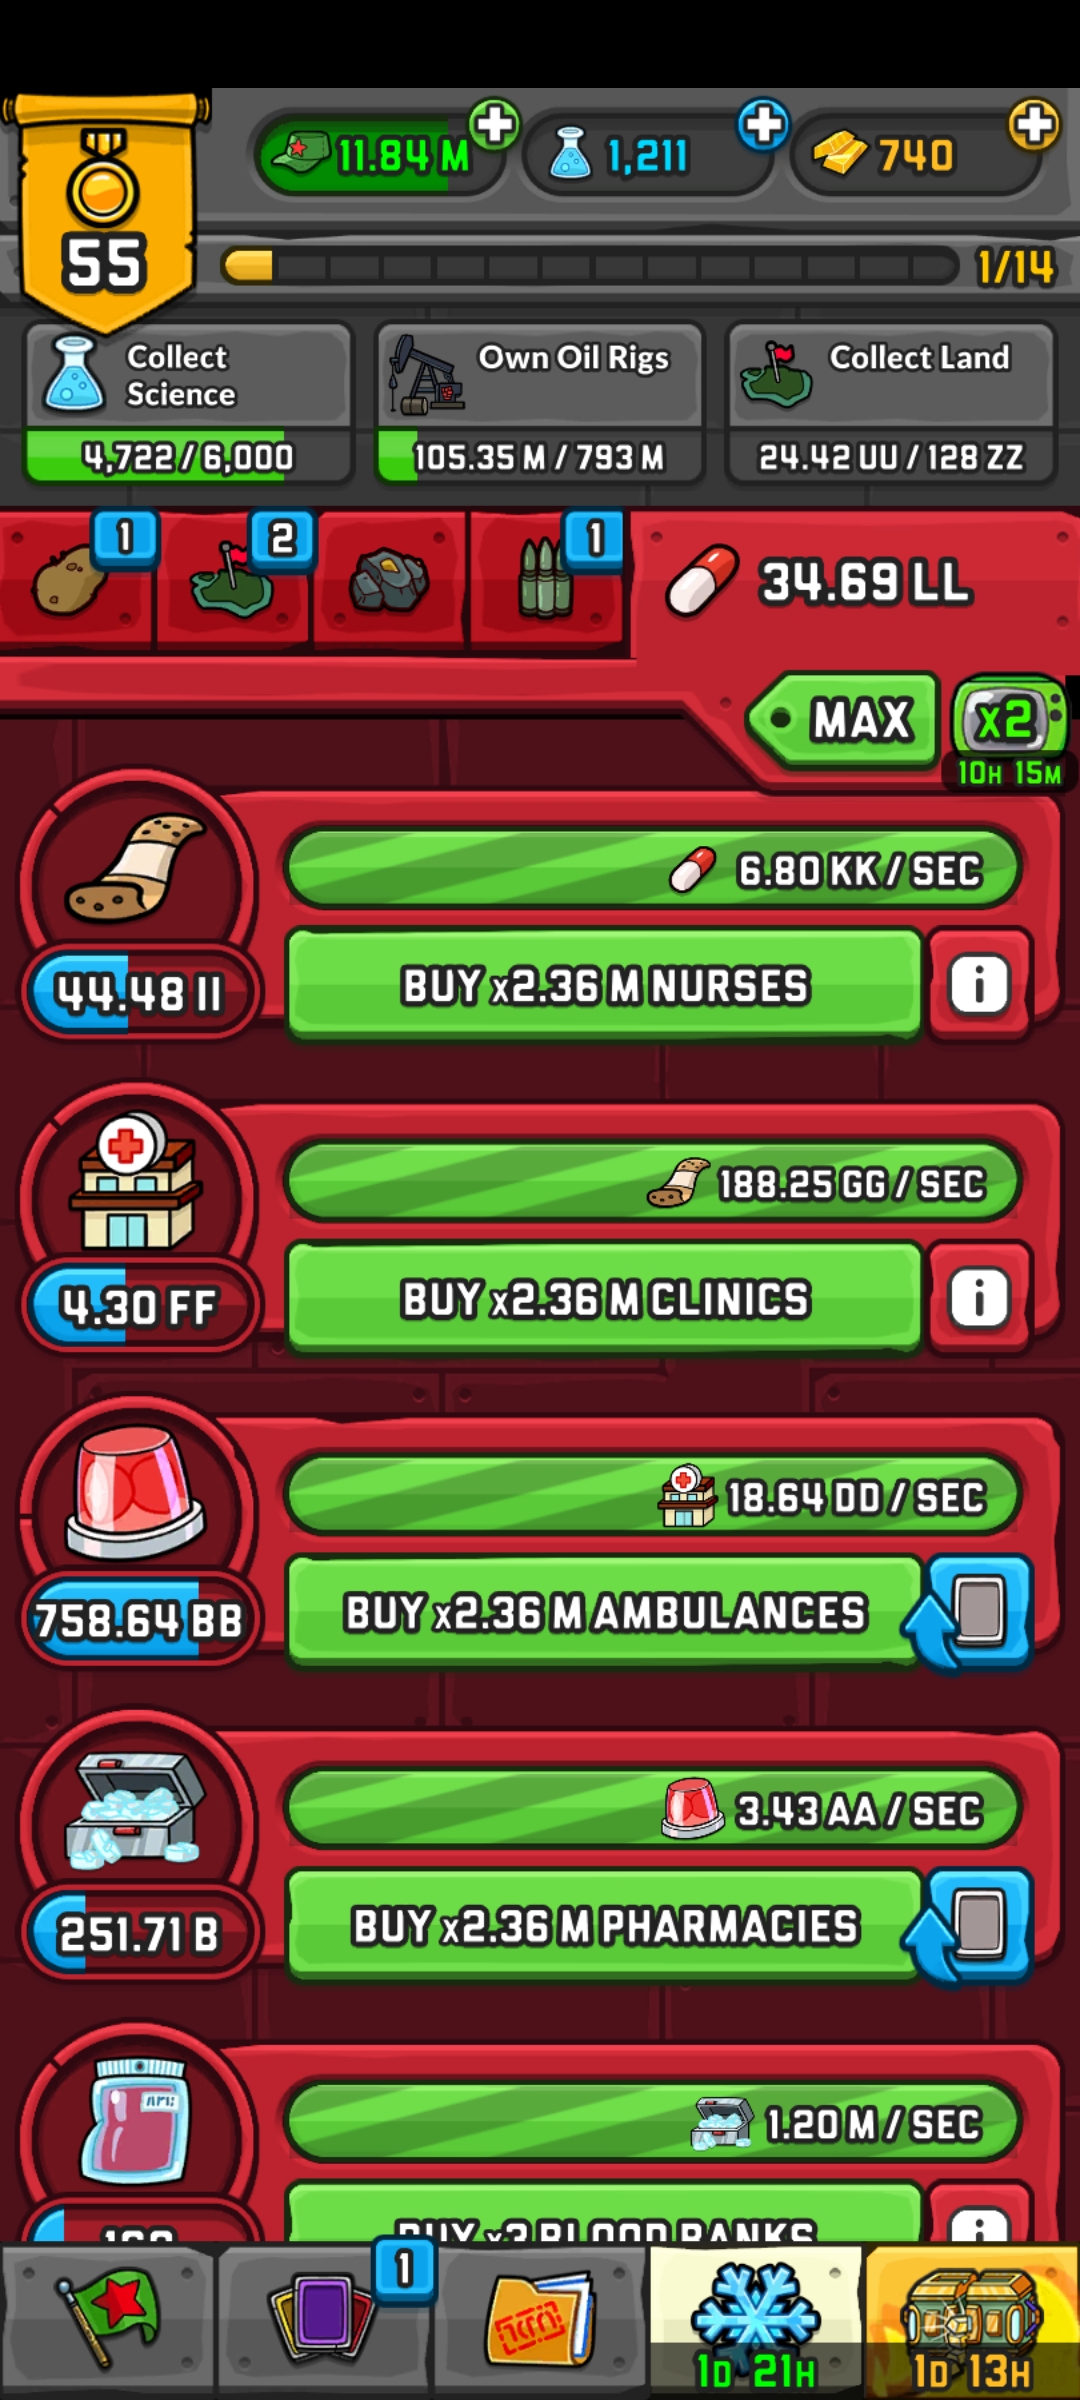 11.84 M
1,211
740
55
1/14
Collect
Science
4,722 / 6,000
Own Oil Rigs
105.35 M / 793 M
Collect Land
24.42 UU / 128 ZZ
1
2
1
34.69 LL
MAX
x2
10H 15M
6.80 KK / SEC
44.48 II
BUY x2.36 M NURSES
i
188.25 GG / SEC
4.30 FF
BUY x2.36 M CLINICS
i
18.64 DD / SEC
758.64 BB
BUY x2.36 M AMBULANCES
3.43 AA / SEC
251.71 B
BUY x2.36 M PHARMACIES
1.20 M / SEC
BUY x3 BLOOD BANKS
i
1
1D 21H
1D 13H